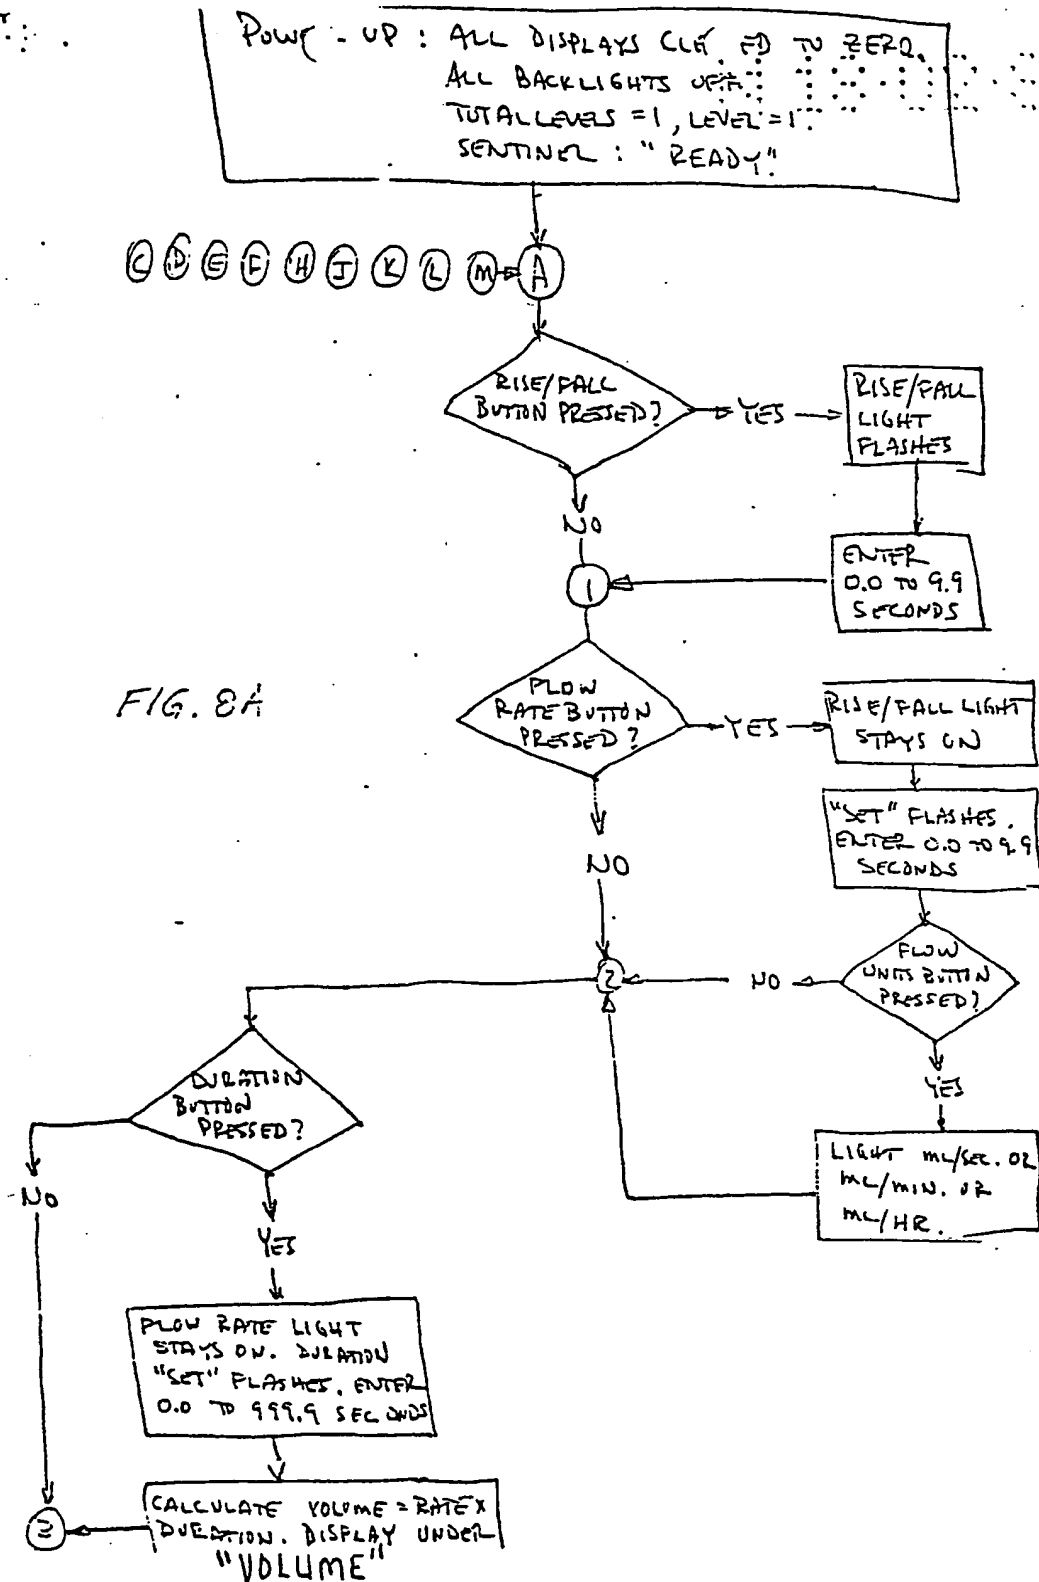 POWE - UP : ALL DISPLAYS CLEARED TO ZERO.
ALL BACKLIGHTS OFF.
TOTAL LEVELS = 1, LEVEL = 1.
SENTINEL : "READY".
C D E F H J K L M A
RISE/FALL
BUTTON PRESSED?
YES
RISE/FALL
LIGHT
FLASHES
NO
ENTER
0.0 TO 9.9
SECONDS
1
FIG. 8A
FLOW
RATE BUTTON
PRESSED?
YES
RISE/FALL LIGHT
STAYS ON
"SET" FLASHES.
ENTER 0.0 TO 9.9
SECONDS
NO
FLOW
UNITS BUTTON
PRESSED?
NO
2
YES
LIGHT mL/SEC. OR
mL/MIN. OR
mL/HR.
DURATION
BUTTON
PRESSED?
NO
YES
FLOW RATE LIGHT
STAYS ON. DURATION
"SET" FLASHES. ENTER
0.0 TO 999.9 SECONDS
CALCULATE VOLUME = RATE X
DURATION. DISPLAY UNDER
"VOLUME"
3